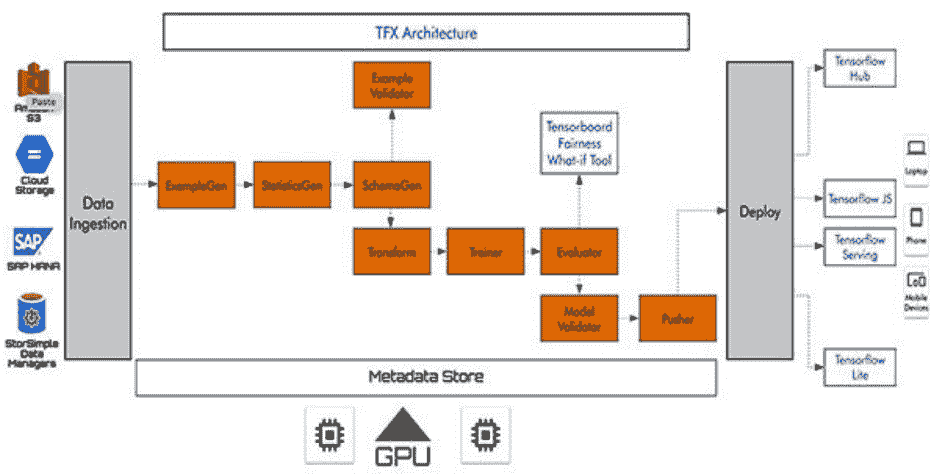 TFX Architecture
Paste
S3
Cloud
Storage
SAP
SAP HANA
StorSimple
Data
Managers
Data
Ingestion
ExampleGen
StatisticsGen
SchemaGen
Example
Validator
Transform
Trainer
Evaluator
Tensorboard
Fairness
What-if Tool
Model
Validator
Pusher
Deploy
Tensorflow
Hub
Tensorflow JS
Tensorflow
Serving
Tensorflow
Lite
Laptop
Phone
Mobile
Devices
Metadata Store
GPU